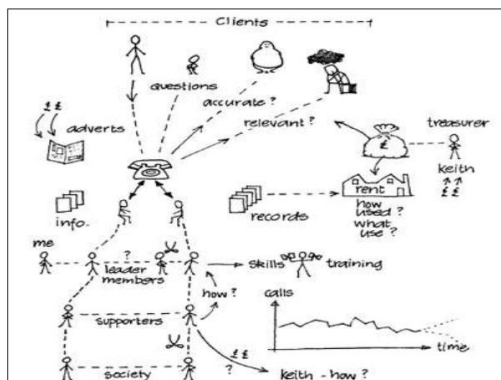 Clients
questions
accurate?
relevant?
£ £
adverts
£
treasurer
keith
£ £
rent
how
used?
what
use?
info.
records
me
?
leader
members
skills
training
how?
calls
time
supporters
£ £
?
society
keith - how?